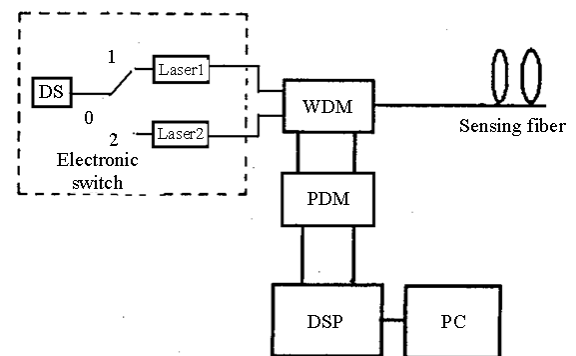 1
Laser1
DS
0
2
Laser2
Electronic
switch
WDM
Sensing fiber
PDM
DSP
PC